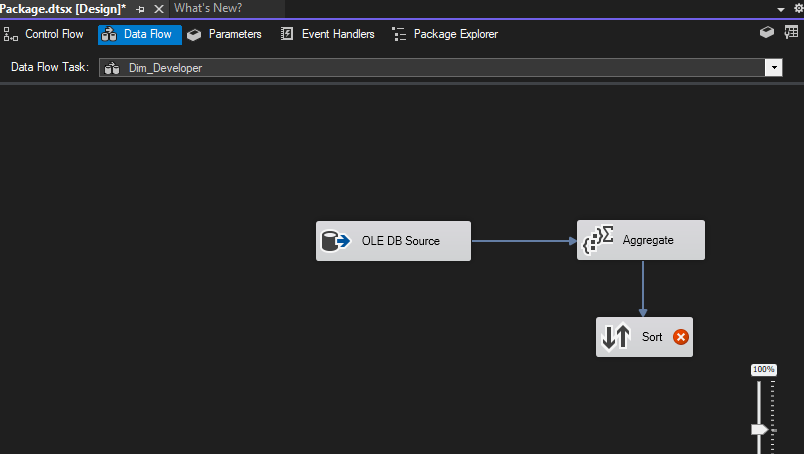 Package.dtsx [Design]*
What's New?
Control Flow
Data Flow
Parameters
Event Handlers
Package Explorer
Data Flow Task:
Dim_Developer
OLE DB Source
Aggregate
Sort
100%